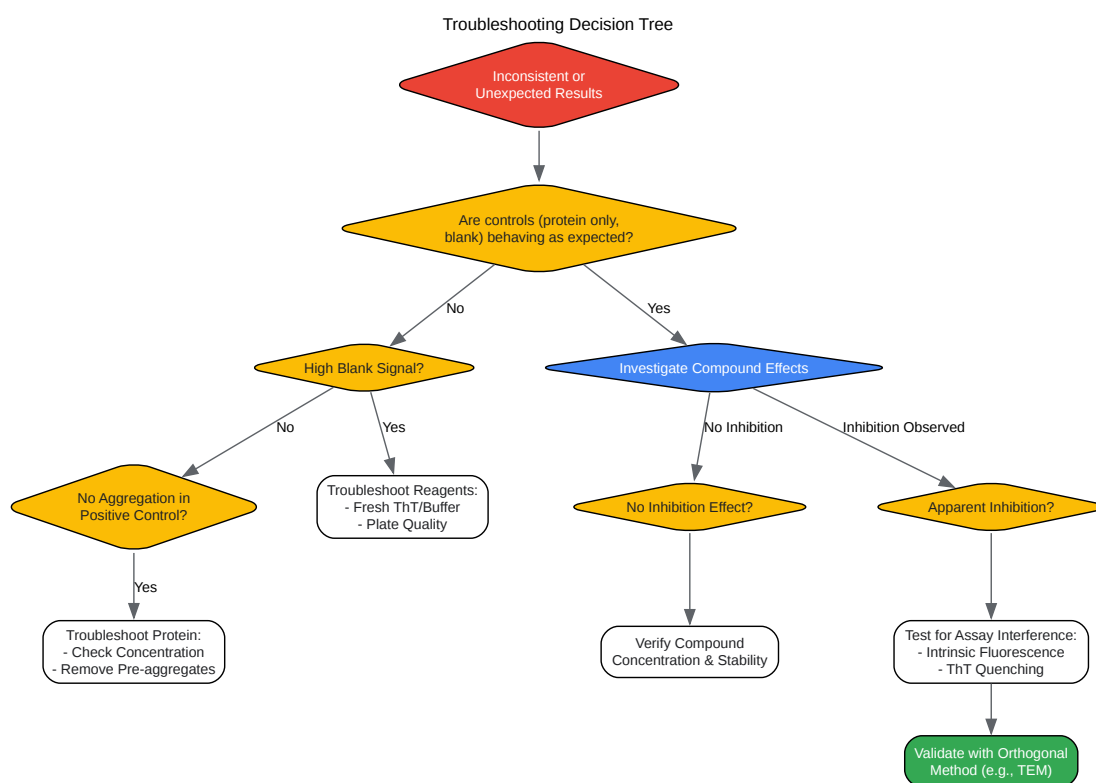 Troubleshooting Decision Tree
Inconsistent or
Unexpected Results
Are controls (protein only,
blank) behaving as expected?
No
Yes
High Blank Signal?
Investigate Compound Effects
No
Yes
No Inhibition
Inhibition Observed
No Aggregation in
Positive Control?
Troubleshoot Reagents:
- Fresh ThT/Buffer
- Plate Quality
No Inhibition Effect?
Apparent Inhibition?
Yes
Troubleshoot Protein:
- Check Concentration
- Remove Pre-aggregates
Verify Compound
Concentration & Stability
Test for Assay Interference:
- Intrinsic Fluorescence
- ThT Quenching
Validate with Orthogonal
Method (e.g., TEM)